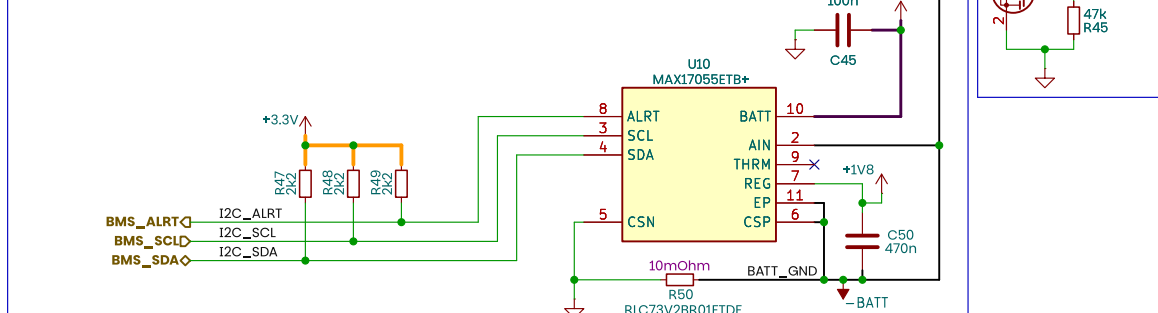 100n
C45
2
47k
R45
U10
MAX17055ETB+
8
ALRT
3
SCL
4
SDA
5
CSN
BATT
10
AIN
2
THRM
9
REG
7
EP
11
CSP
6
+3.3V
R47
2k2
R48
2k2
R49
2k2
BMS_ALRT
I2C_ALRT
BMS_SCL
I2C_SCL
BMS_SDA
I2C_SDA
+1V8
C50
470n
10mOhm
R50
RLC73V2BR01FTDF
BATT_GND
-BATT